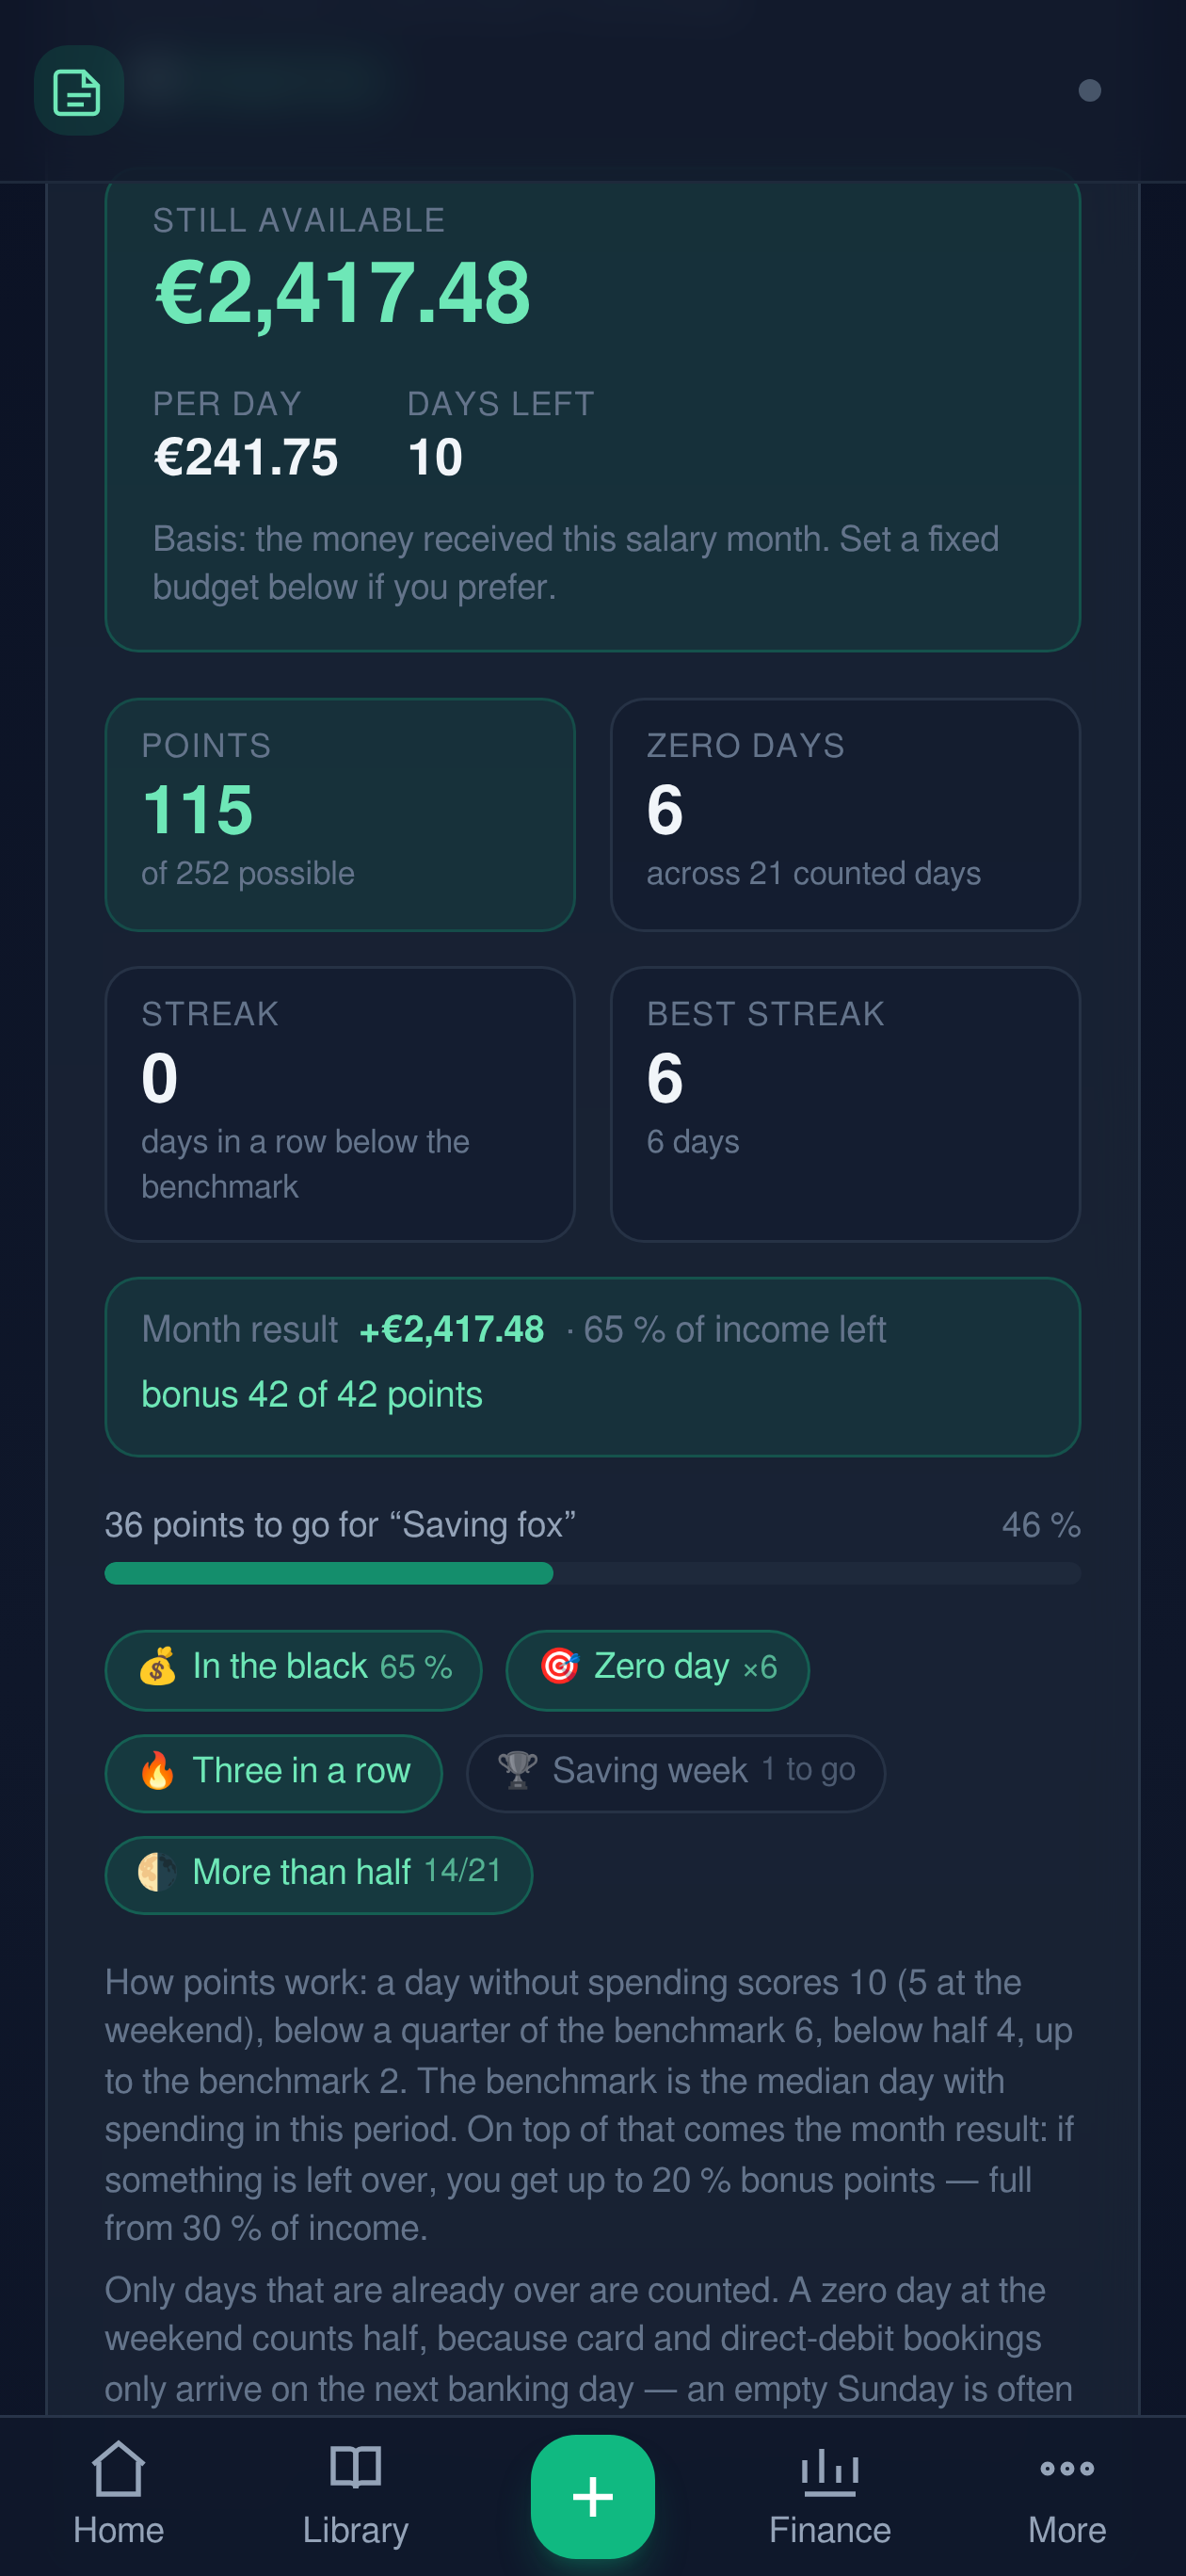 STILL AVAILABLE
€2,417.48
PER DAY DAYS LEFT
€241.75 10
Basis: the money received this salary month. Set a fixed
budget below if you prefer.
POINTS
115
of 252 possible
ZERO DAYS
6
across 21 counted days
STREAK
0
days in a row below the
benchmark
BEST STREAK
6
6 days
Month result +€2,417.48 · 65 % of income left
bonus 42 of 42 points
36 points to go for “Saving fox” 46 %
In the black 65 % Zero day ×6
Three in a row Saving week 1 to go
More than half 14/21
How points work: a day without spending scores 10 (5 at the
weekend), below a quarter of the benchmark 6, below half 4, up
to the benchmark 2. The benchmark is the median day with
spending in this period. On top of that comes the month result: if
something is left over, you get up to 20 % bonus points — full
from 30 % of income.
Only days that are already over are counted. A zero day at the
weekend counts half, because card and direct-debit bookings
only arrive on the next banking day — an empty Sunday is often
Home Library + Finance More